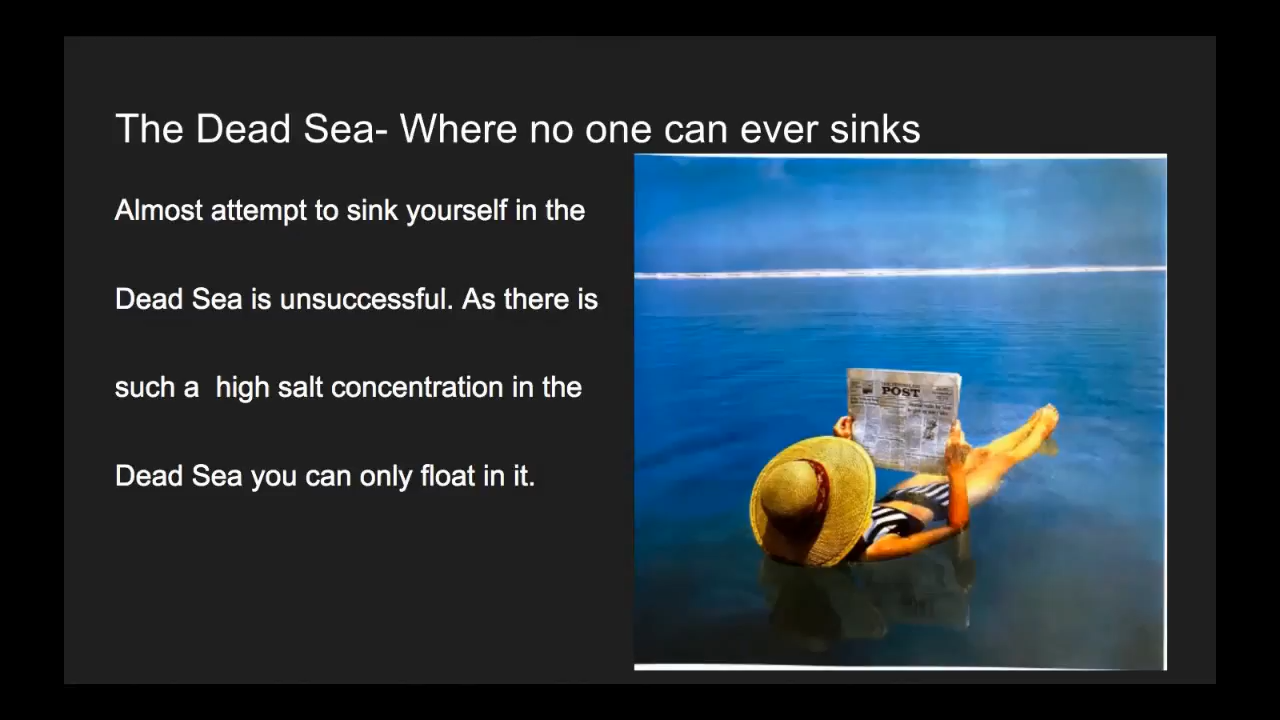 The Dead Sea- Where no one can ever sinks
Almost attempt to sink yourself in the
Dead Sea is unsuccessful. As there is
such a  high salt concentration in the
Dead Sea you can only float in it.
POST